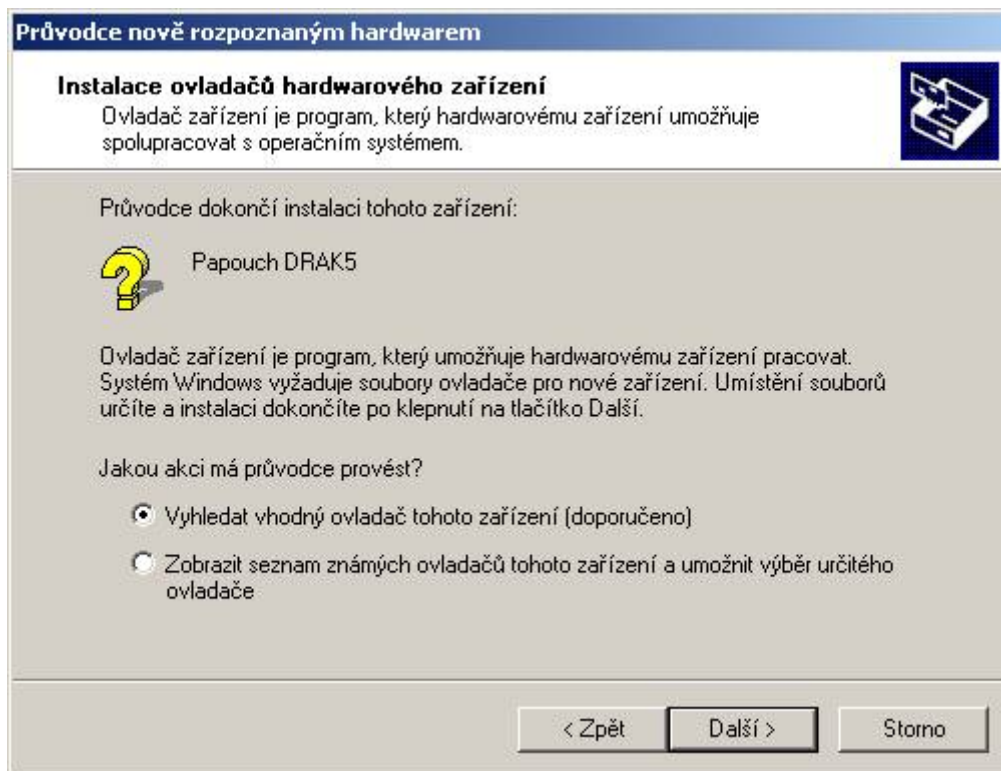 Průvodce nově rozpoznaným hardwarem
Instalace ovladačů hardwarového zařízení
Ovladač zařízení je program, který hardwarovému zařízení umožňuje
spolupracovat s operačním systémem.
Průvodce dokončí instalaci tohoto zařízení:
Papouch DRAK5
Ovladač zařízení je program, který umožňuje hardwarovému zařízení pracovat.
Systém Windows vyžaduje soubory ovladače pro nové zařízení. Umístění souborů
určíte a instalaci dokončíte po klepnutí na tlačítko Další.
Jakou akci má průvodce provést?
Vyhledat vhodný ovladač tohoto zařízení (doporučeno)
Zobrazit seznam známých ovladačů tohoto zařízení a umožnit výběr určitého
ovladače
< Zpět Další > Storno